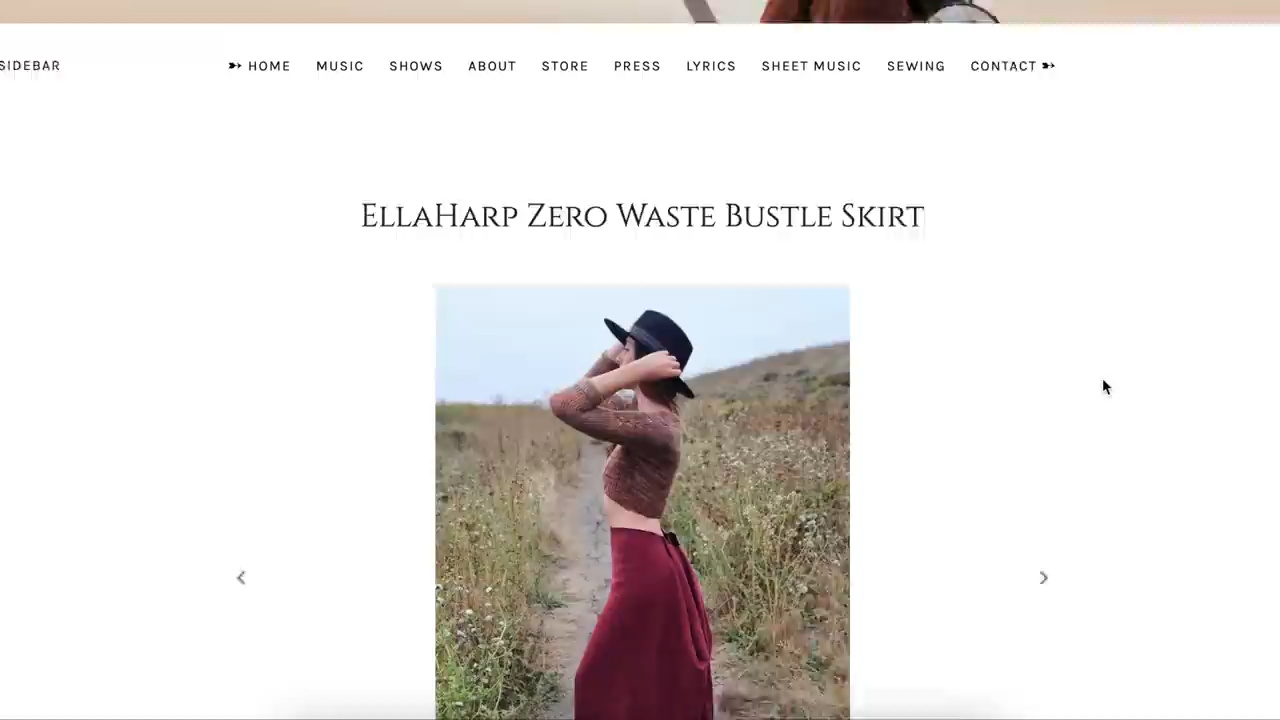 SIDEBAR
➳ HOME MUSIC SHOWS ABOUT STORE PRESS LYRICS SHEET MUSIC SEWING CONTACT ➳
EllaHarp Zero Waste Bustle Skirt